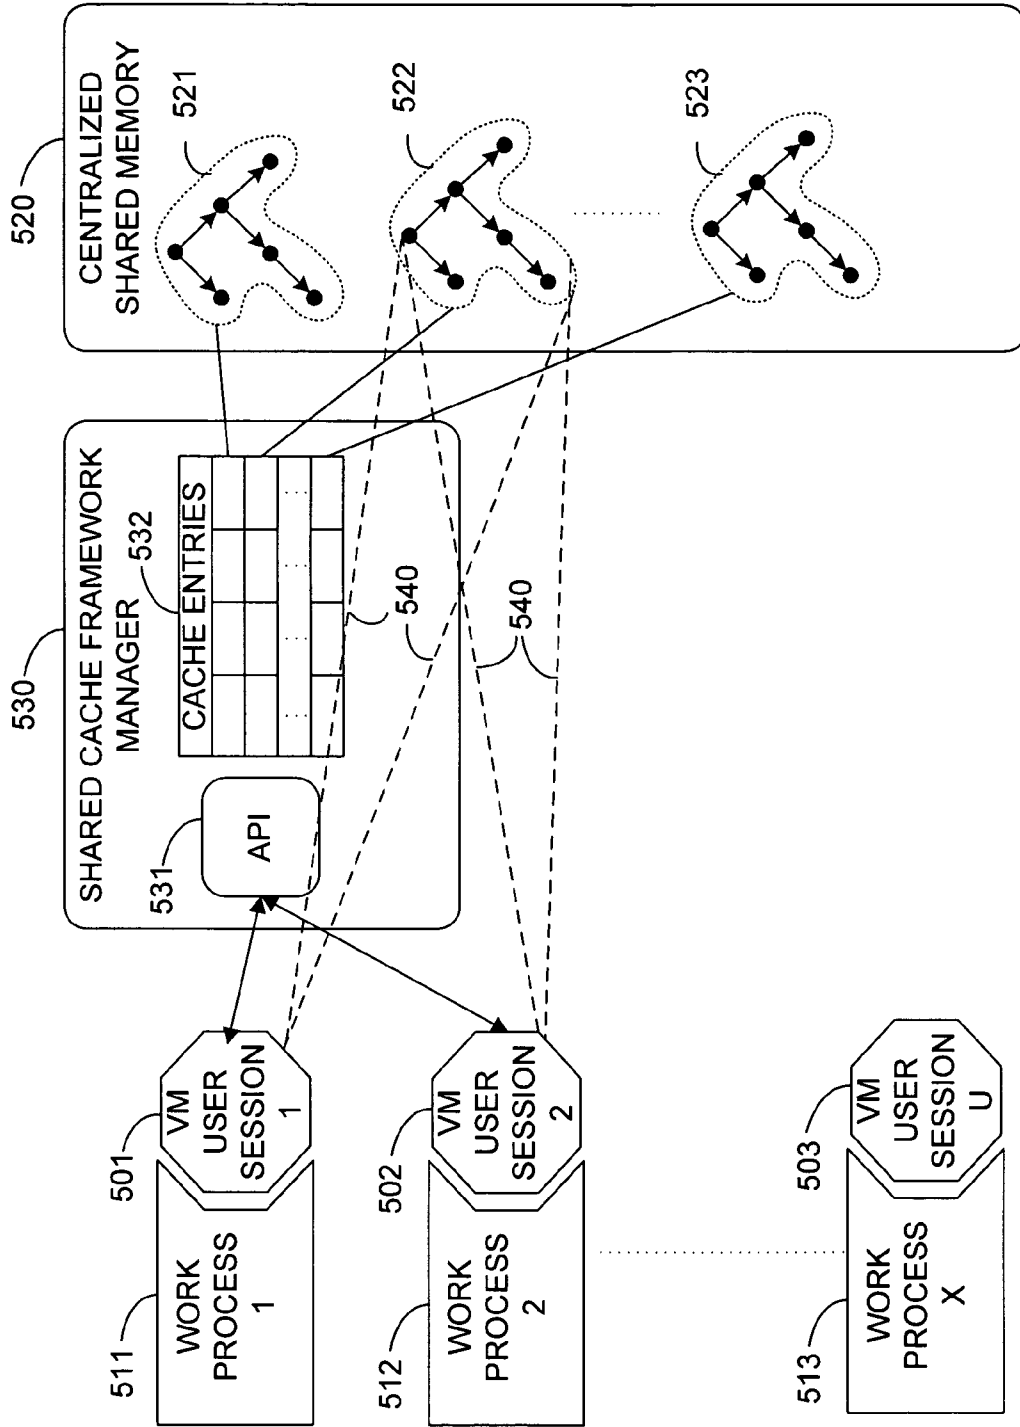 520
CENTRALIZED
SHARED MEMORY
521
522
523
530
SHARED CACHE FRAMEWORK
MANAGER
531
API
532
CACHE ENTRIES
540
540
501
VM
USER
SESSION
1
502
VM
USER
SESSION
2
503
VM
USER
SESSION
U
511
WORK
PROCESS
1
512
WORK
PROCESS
2
513
WORK
PROCESS
X